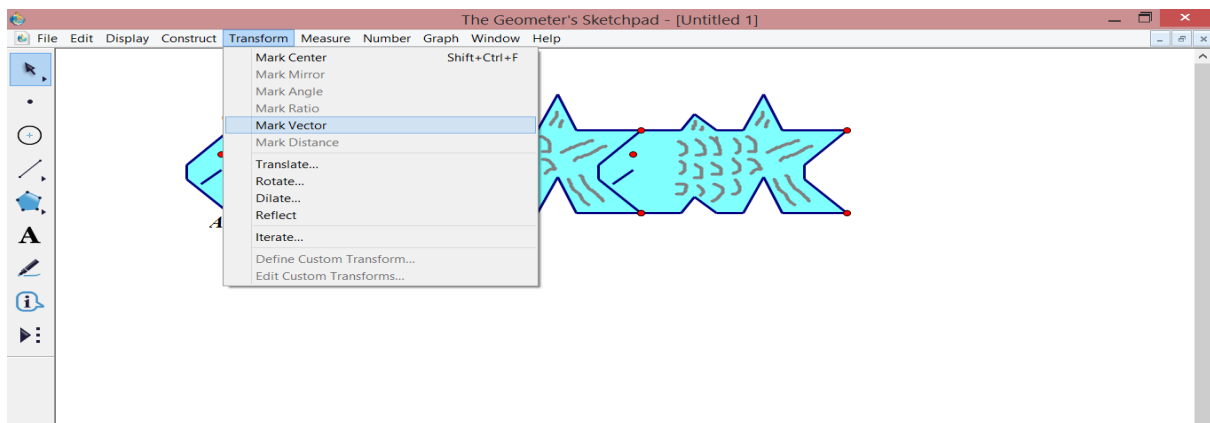 The Geometer's Sketchpad - [Untitled 1]
File Edit Display Construct Transform Measure Number Graph Window Help
Mark Center Shift+Ctrl+F
Mark Mirror
Mark Angle
Mark Ratio
Mark Vector
Mark Distance
Translate...
Rotate...
Dilate...
Reflect
Iterate...
Define Custom Transform...
Edit Custom Transforms...
A
A